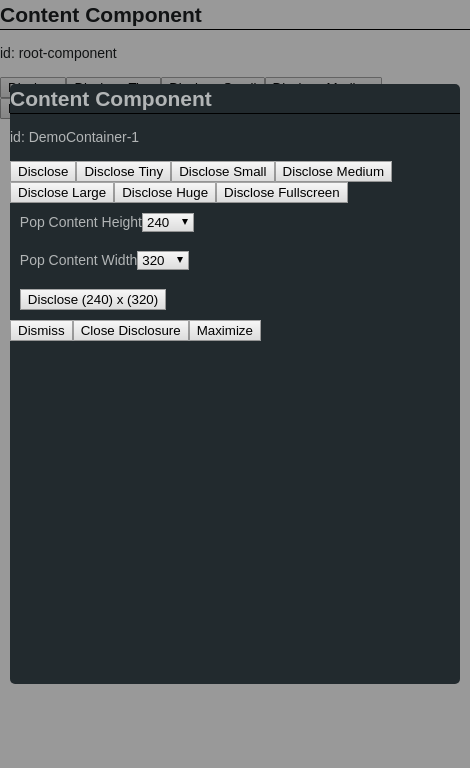 Content Component
id: root-component
Content Component
id: DemoContainer-1
Disclose Disclose Tiny Disclose Small Disclose Medium
Disclose Large Disclose Huge Disclose Fullscreen
Pop Content Height 240
Pop Content Width 320
Disclose (240) x (320)
Dismiss Close Disclosure Maximize